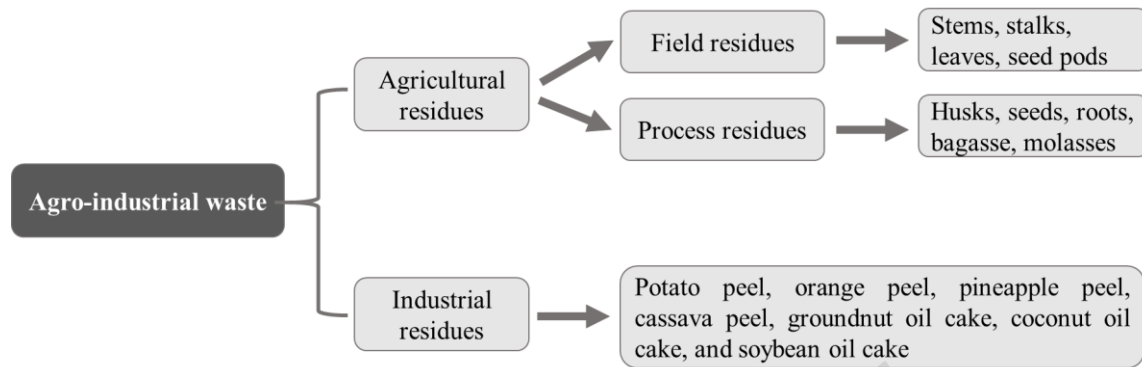 Agro-industrial waste
Agricultural
residues
Field residues
Stems, stalks,
leaves, seed pods
Process residues
Husks, seeds, roots,
bagasse, molasses
Industrial
residues
Potato peel, orange peel, pineapple peel,
cassava peel, groundnut oil cake, coconut oil
cake, and soybean oil cake